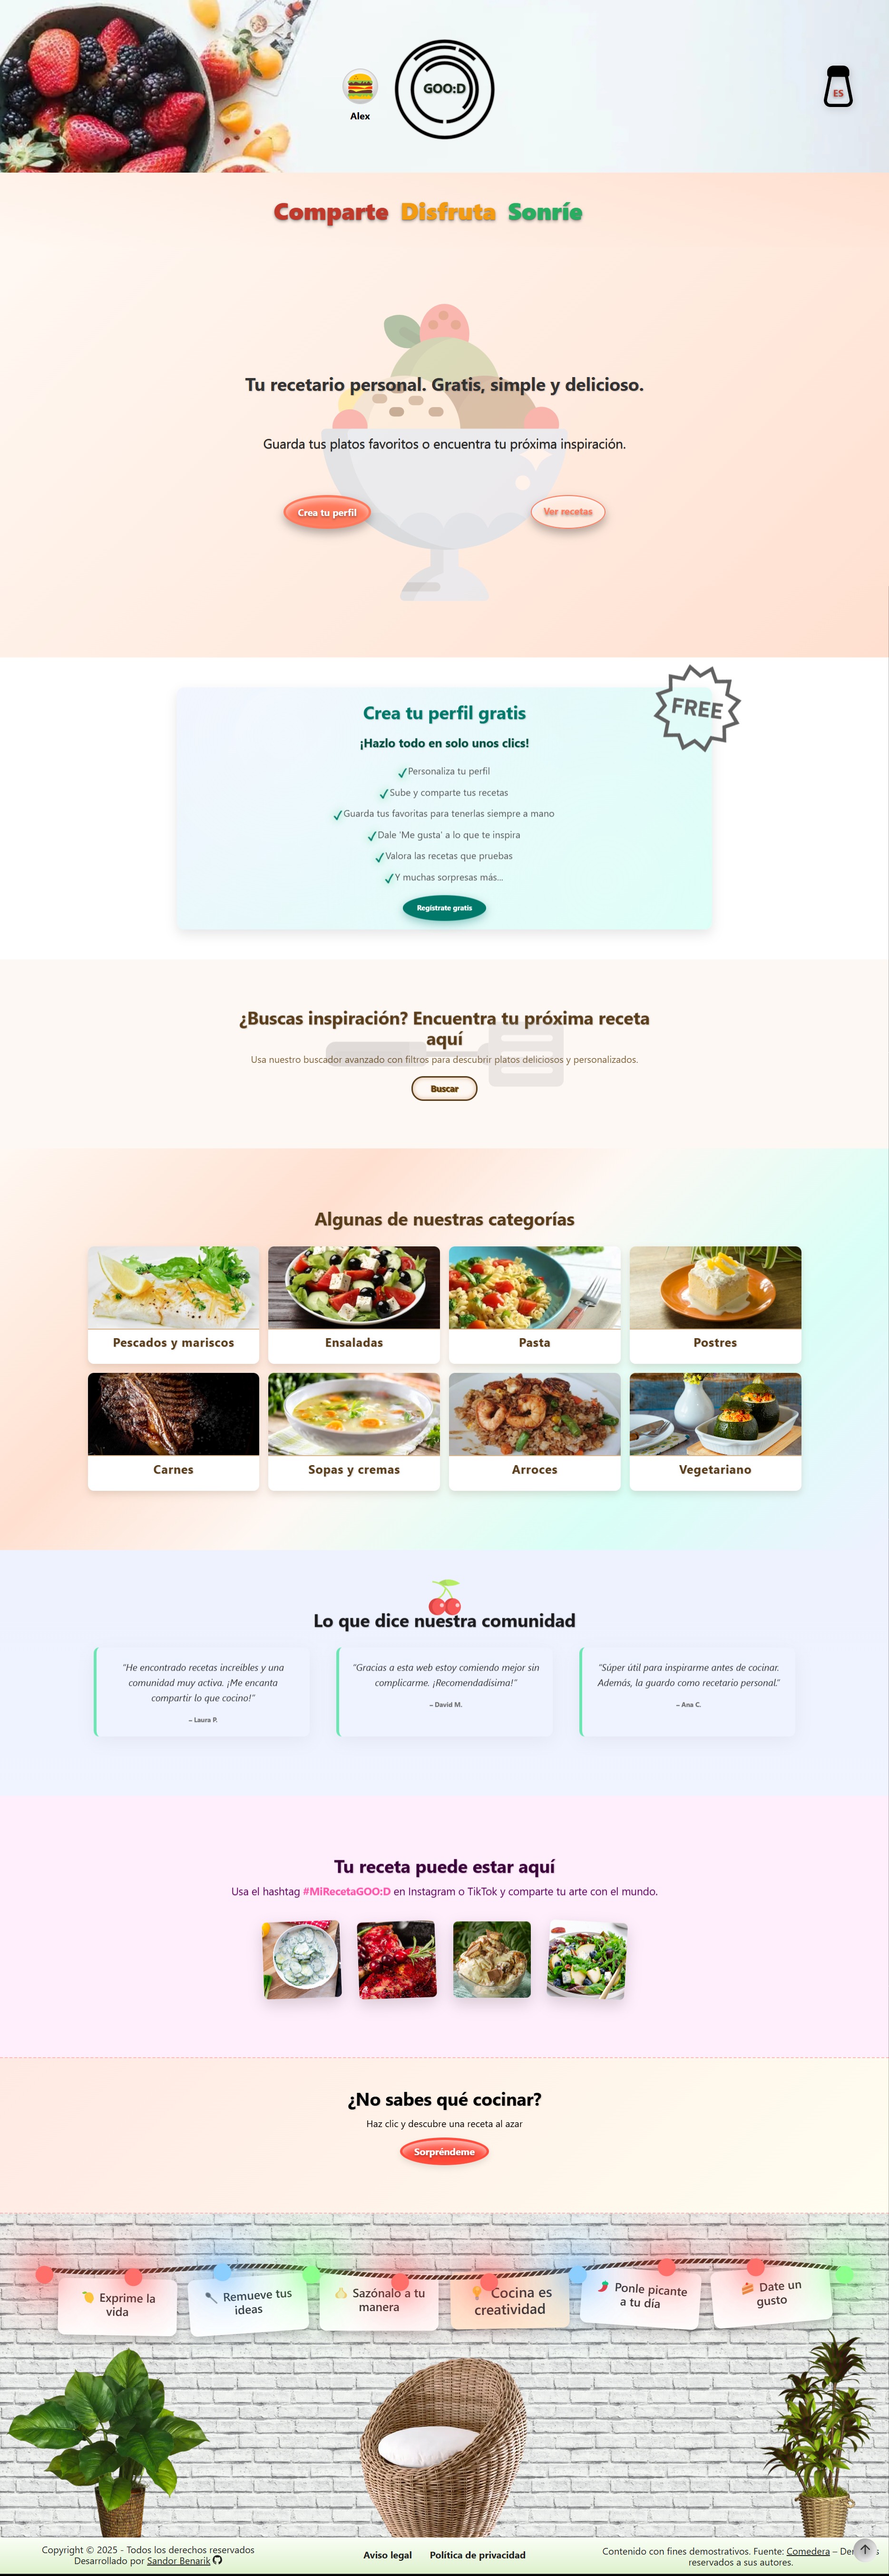 Alex
GOO:D
ES
Comparte Disfruta Sonríe
Tu recetario personal. Gratis, simple y delicioso.
Guarda tus platos favoritos o encuentra tu próxima inspiración.
Crea tu perfil
Ver recetas
FREE
Crea tu perfil gratis
¡Hazlo todo en solo unos clics!
Personaliza tu perfil
Sube y comparte tus recetas
Guarda tus favoritas para tenerlas siempre a mano
Dale 'Me gusta' a lo que te inspira
Valora las recetas que pruebas
Y muchas sorpresas más...
Regístrate gratis
¿Buscas inspiración? Encuentra tu próxima receta
aquí
Usa nuestro buscador avanzado con filtros para descubrir platos deliciosos y personalizados.
Buscar
Algunas de nuestras categorías
Pescados y mariscos
Ensaladas
Pasta
Postres
Carnes
Sopas y cremas
Arroces
Vegetariano
Lo que dice nuestra comunidad
"He encontrado recetas increíbles y una
comunidad muy activa. ¡Me encanta
compartir lo que cocino!"
– Laura P.
"Gracias a esta web estoy comiendo mejor sin
complicarme. ¡Recomendadísima!"
– David M.
"Súper útil para inspirarme antes de cocinar.
Además, la guardo como recetario personal."
– Ana C.
Tu receta puede estar aquí
Usa el hashtag #MiRecetaGOO:D en Instagram o TikTok y comparte tu arte con el mundo.
¿No sabes qué cocinar?
Haz clic y descubre una receta al azar
Sorpréndeme
Exprime la
vida
Remueve tus
ideas
Sazónalo a tu
manera
Cocina es
creatividad
Ponle picante
a tu día
Date un
gusto
Copyright © 2025 - Todos los derechos reservados
Desarrollado por Sandor Benarik
Aviso legal
Política de privacidad
Contenido con fines demostrativos. Fuente: Comedera –
reservados a sus autores.